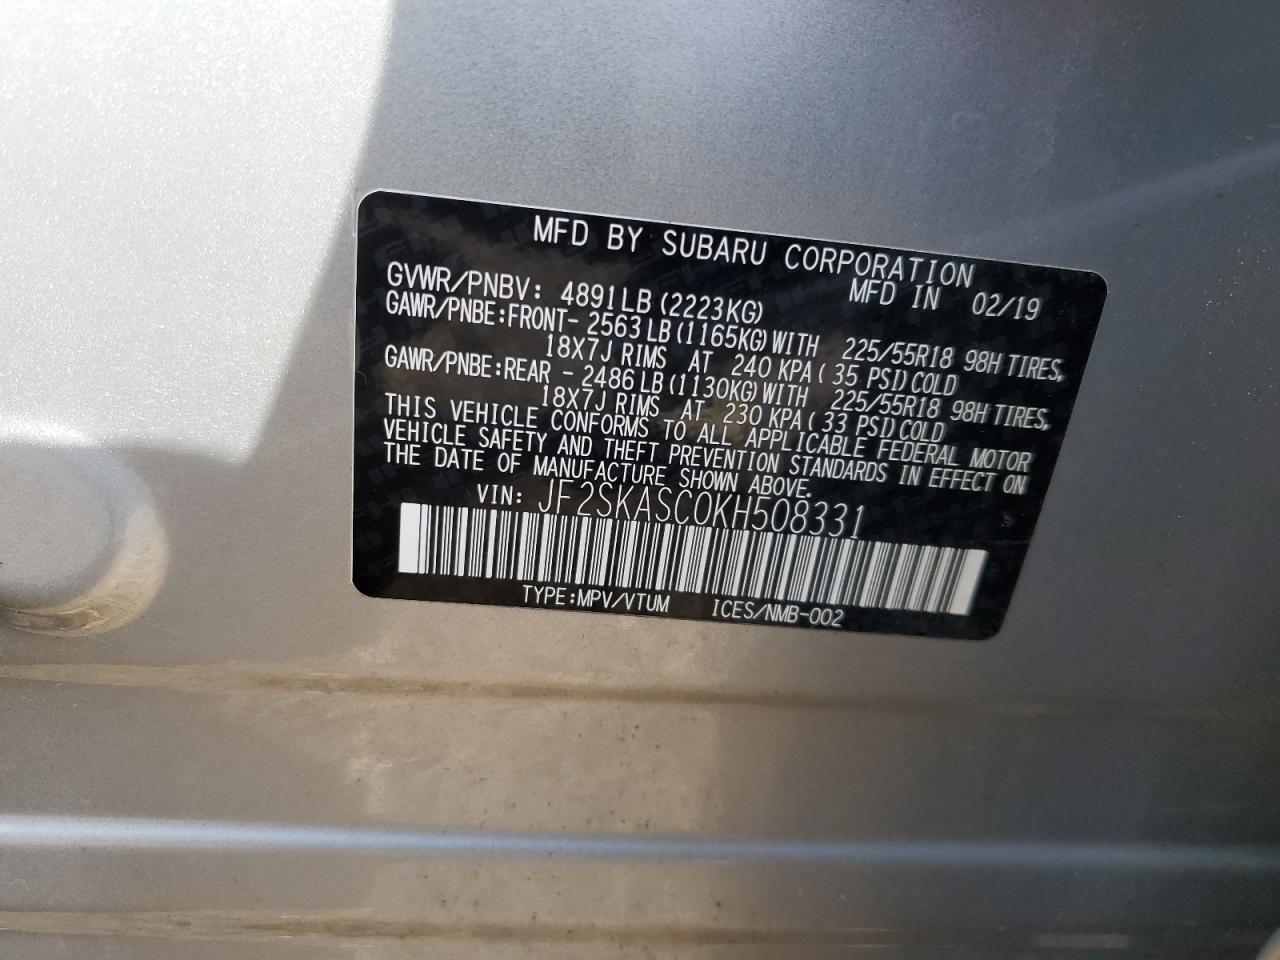 MFD BY SUBARU CORPORATION
MFD IN 02/19
GVWR/PNBV: 4891LB (2223KG)
GAWR/PNBE:FRONT- 2563LB (1165KG) WITH 225/55R18 98H TIRES,
18X7J RIMS AT 240 KPA ( 35 PSI) COLD
GAWR/PNBE:REAR - 2486LB (1130KG) WITH 225/55R18 98H TIRES,
18X7J RIMS AT 230 KPA ( 33 PSI) COLD
THIS VEHICLE CONFORMS TO ALL APPLICABLE FEDERAL MOTOR
VEHICLE SAFETY AND THEFT PREVENTION STANDARDS IN EFFECT ON
THE DATE OF MANUFACTURE SHOWN ABOVE.
VIN: JF2SKASC0KH508331
TYPE:MPV/VTUM ICES/NMB-002